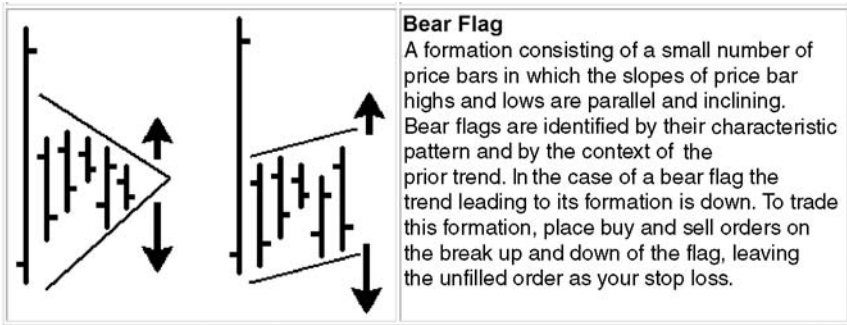 Bear Flag
A formation consisting of a small number of
price bars in which the slopes of price bar
highs and lows are parallel and inclining.
Bear flags are identified by their characteristic
pattern and by the context of the
prior trend. In the case of a bear flag the
trend leading to its formation is down. To trade
this formation, place buy and sell orders on
the break up and down of the flag, leaving
the unfilled order as your stop loss.